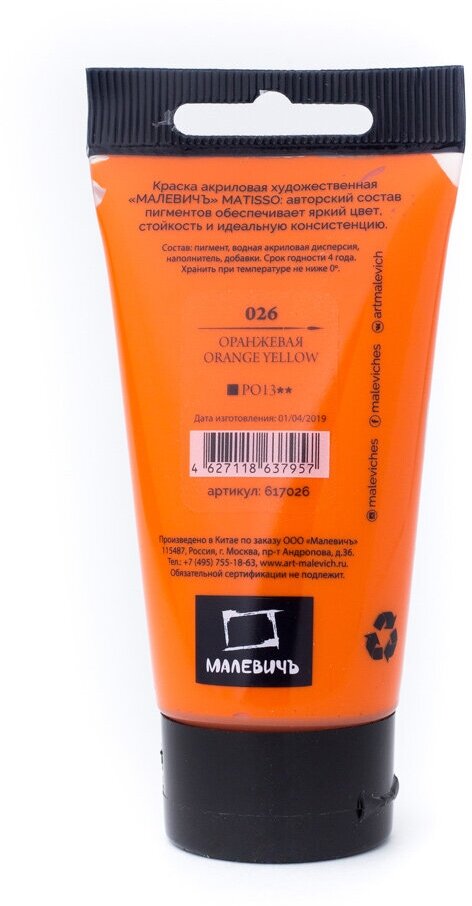 Краска акриловая художественная
«МАЛЕВИЧЪ» MATISSO: авторский состав
пигментов обеспечивает яркий цвет,
стойкость и идеальную консистенцию.
Состав: пигмент, водная акриловая дисперсия,
наполнитель, добавки. Срок годности 4 года.
Хранить при температуре не ниже 0°.
026
ОРАНЖЕВАЯ
ORANGE YELLOW
■PO13**
Дата изготовления: 01/04/2019
4 627118 637957
артикул: 617026
artmalevich
maleviches
maleviches
Произведено в Китае по заказу ООО «Малевичъ»
115487, Россия, г. Москва, пр-т Андропова, д.36.
Тел.: +7 (495) 755-18-63, www.art-malevich.ru.
Обязательной сертификации не подлежит.
МАЛЕВИЧЪ